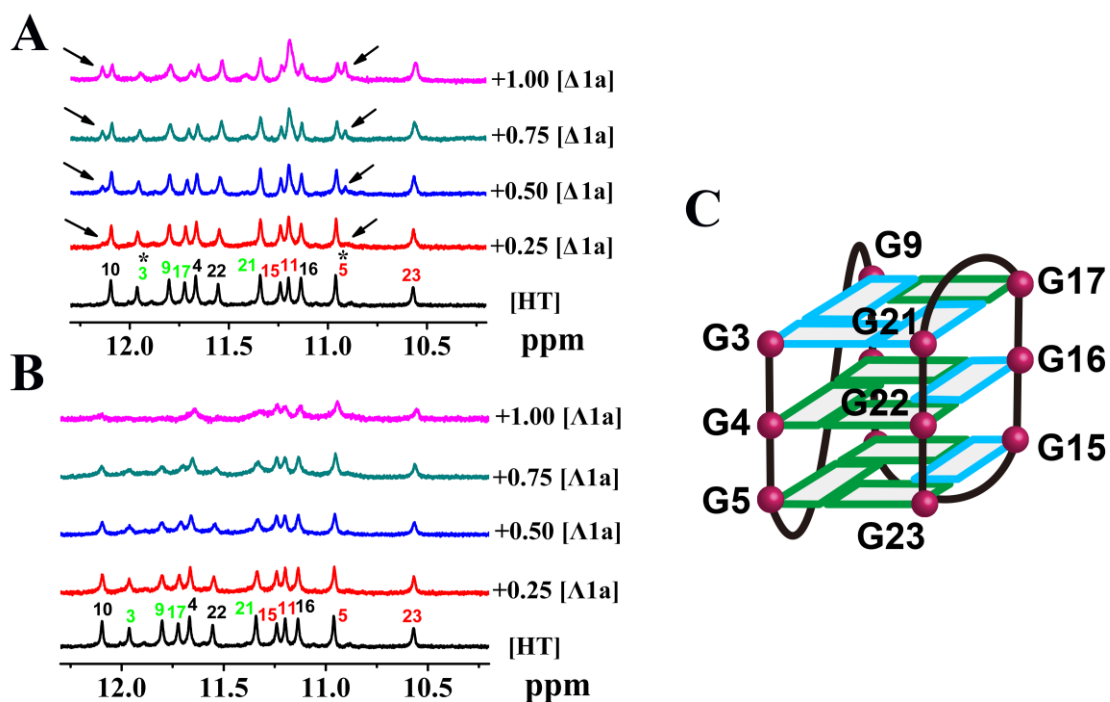 A
+1.00 [Δ1a]
+0.75 [Δ1a]
+0.50 [Δ1a]
+0.25 [Δ1a]
* *
10 3 9 17 4 22 21 15 11 16 5 23
[HT]
12.0 11.5 11.0 10.5 ppm
B
+1.00 [Λ1a]
+0.75 [Λ1a]
+0.50 [Λ1a]
+0.25 [Λ1a]
10 3 9 17 4 22 21 15 11 16 5 23
[HT]
12.0 11.5 11.0 10.5 ppm
C
G9
G17
G3 G21
G16
G4 G22
G15
G5
G23